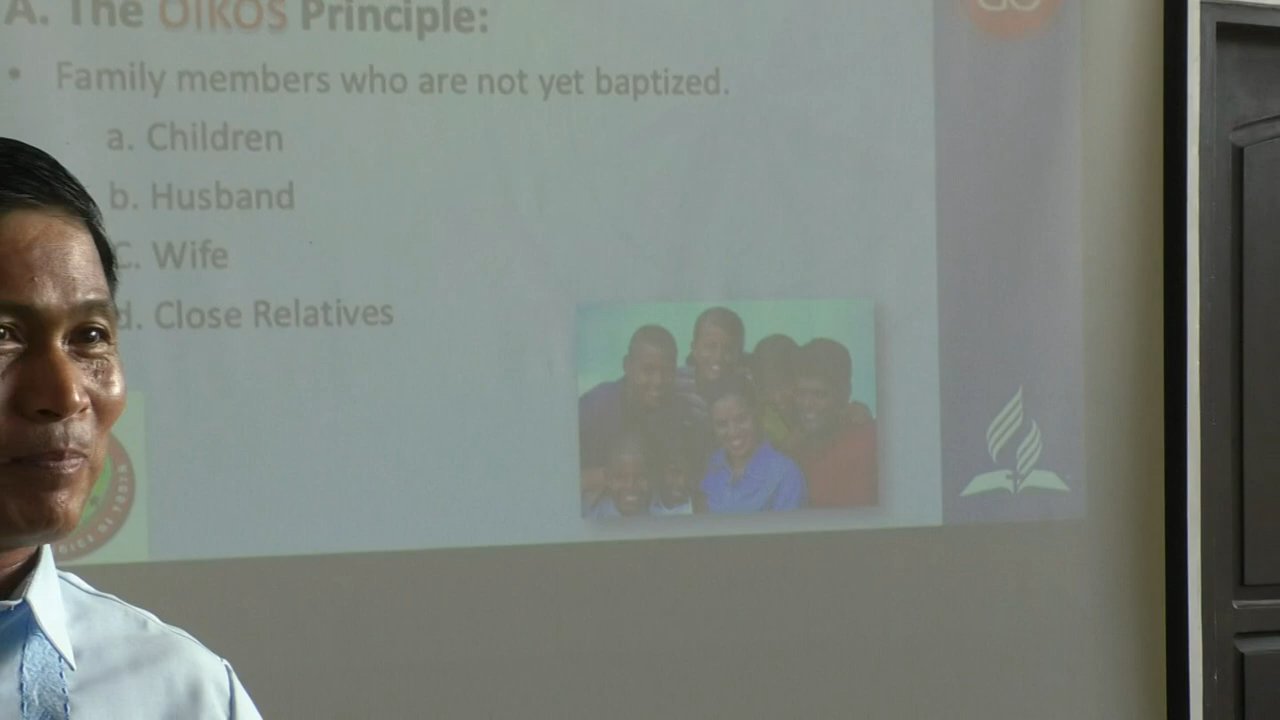 A. The OIKOS Principle:
• Family members who are not yet baptized.
a. Children
b. Husband
C. Wife
d. Close Relatives